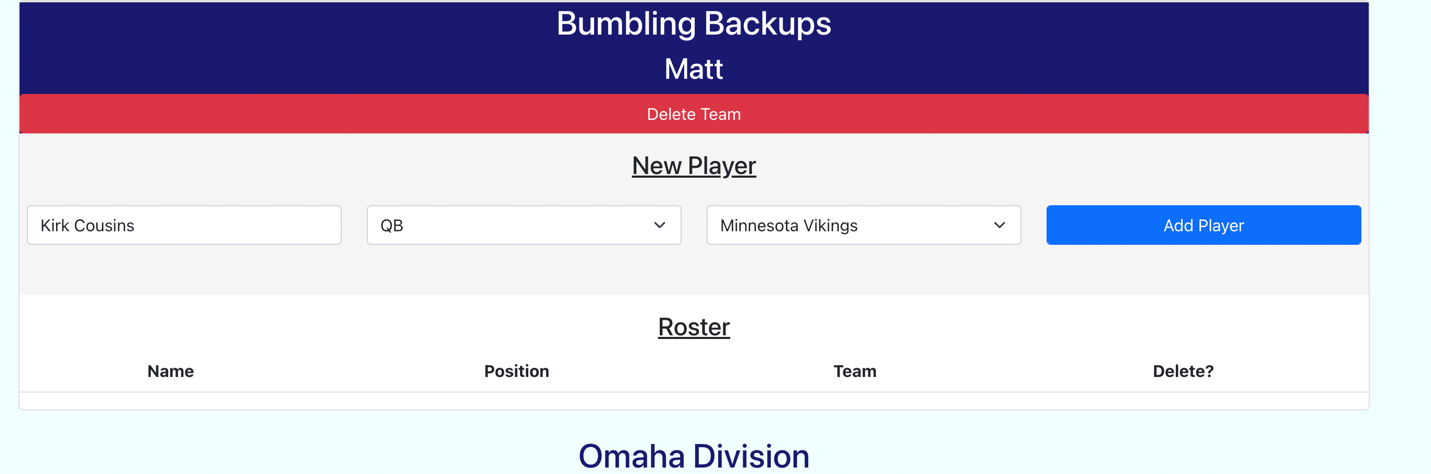 Bumbling Backups
Matt
Delete Team
New Player
Kirk Cousins QB Minnesota Vikings Add Player
Roster
Name Position Team Delete?
Omaha Division